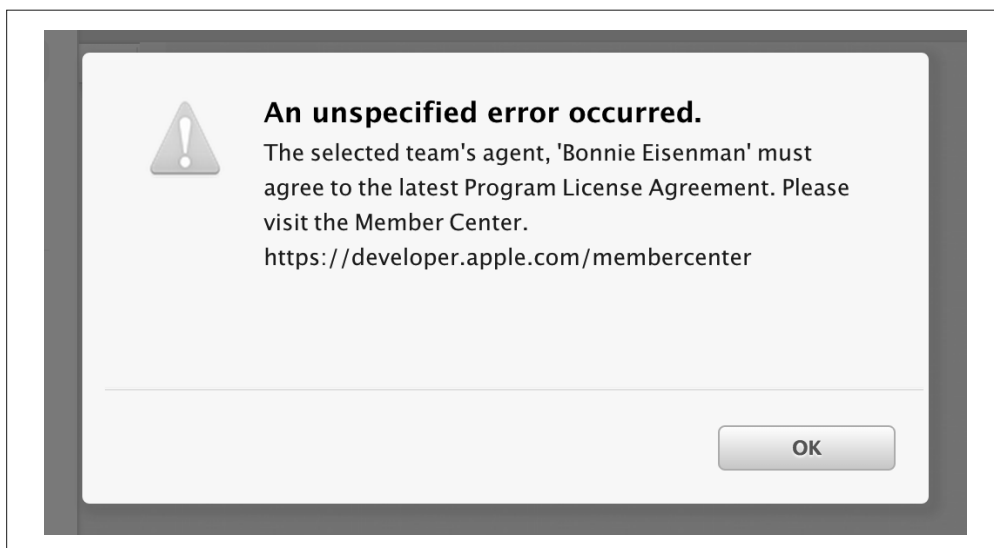 An unspecified error occurred.
The selected team's agent, 'Bonnie Eisenman' must
agree to the latest Program License Agreement. Please
visit the Member Center.
https://developer.apple.com/membercenter
OK